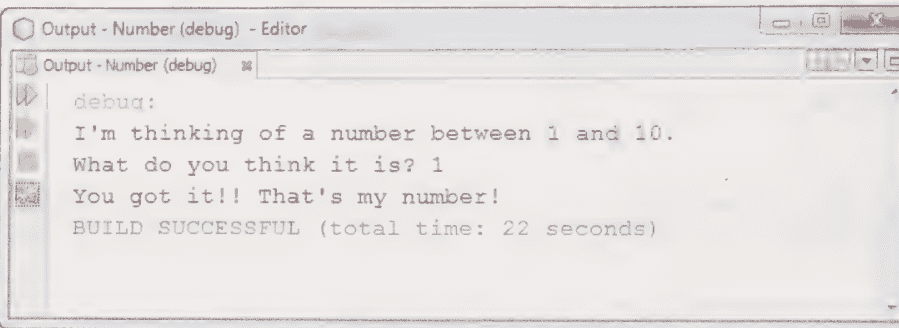 Output - Number (debug) - Editor
Output - Number (debug)
debug:
I'm thinking of a number between 1 and 10.
What do you think it is? 1
You got it!! That's my number!
BUILD SUCCESSFUL (total time: 22 seconds)